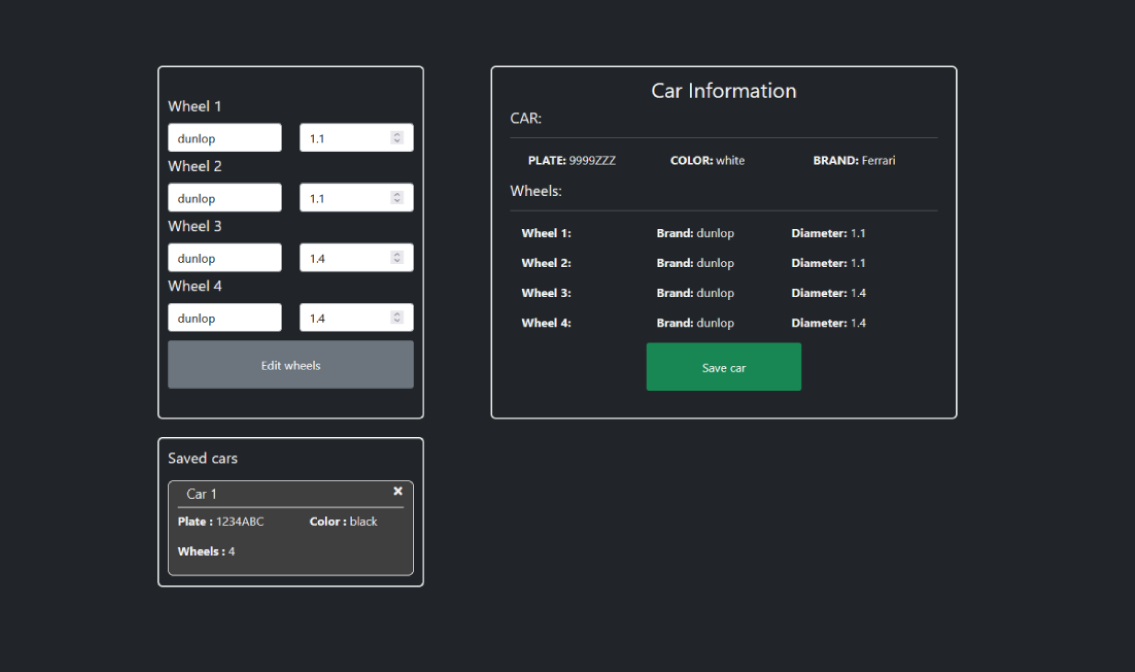 Wheel 1
dunlop 1.1
Wheel 2
dunlop 1.1
Wheel 3
dunlop 1.4
Wheel 4
dunlop 1.4
Edit wheels
Car Information
CAR:
PLATE: 9999ZZZ COLOR: white BRAND: Ferrari
Wheels:
Wheel 1: Brand: dunlop Diameter: 1.1
Wheel 2: Brand: dunlop Diameter: 1.1
Wheel 3: Brand: dunlop Diameter: 1.4
Wheel 4: Brand: dunlop Diameter: 1.4
Save car
Saved cars
Car 1
Plate : 1234ABC Color : black
Wheels : 4